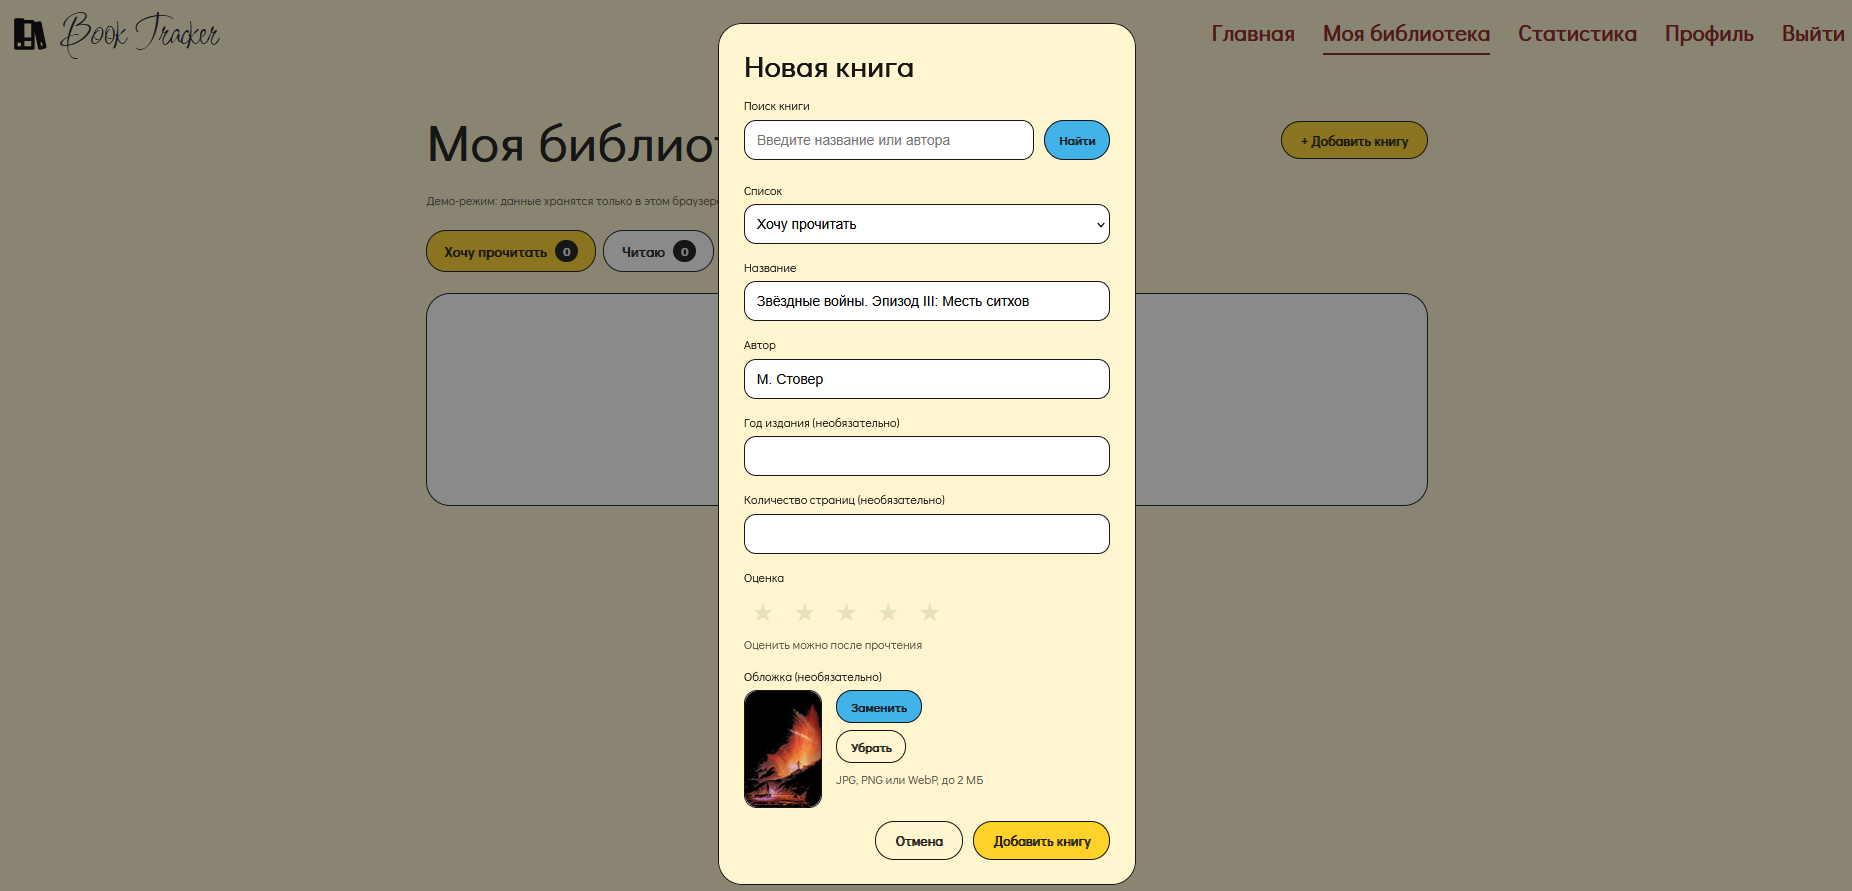 Book Tracker
Главная Моя библиотека Статистика Профиль Выйти
Моя библиот
+ Добавить книгу
Демо-режим: данные хранятся только в этом браузере
Хочу прочитать 0 Читаю 0
Новая книга
Поиск книги
Введите название или автора Найти
Список
Хочу прочитать
Название
Звёздные войны. Эпизод III: Месть ситхов
Автор
М. Стовер
Год издания (необязательно)
Количество страниц (необязательно)
Оценка
Оценить можно после прочтения
Обложка (необязательно)
Заменить
Убрать
JPG, PNG или WebP, до 2 МБ
Отмена Добавить книгу